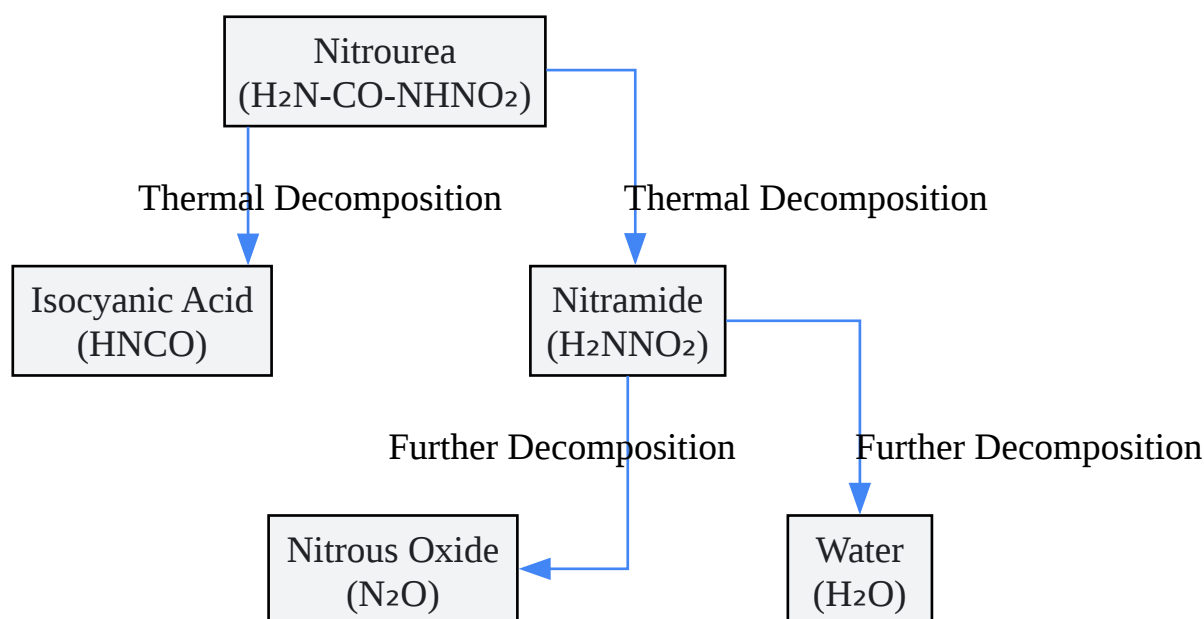 Nitrourea
(H₂N-CO-NHNO₂)
Thermal Decomposition
Thermal Decomposition
Isocyanic Acid
(HNCO)
Nitramide
(H₂NNO₂)
Further Decomposition
Further Decomposition
Nitrous Oxide
(N₂O)
Water
(H₂O)